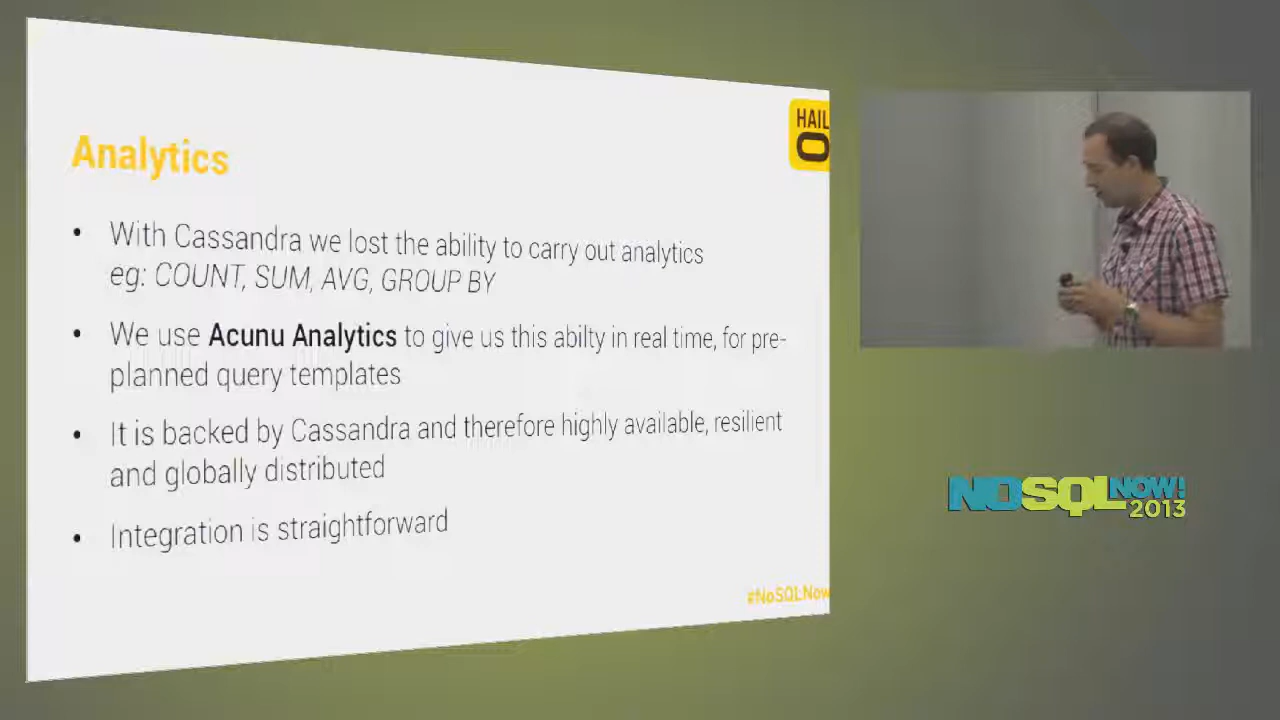 HAIL
O
Analytics
• With Cassandra we lost the ability to carry out analytics
eg: COUNT, SUM, AVG, GROUP BY
• We use Acunu Analytics to give us this abilty in real time, for pre-
planned query templates
• It is backed by Cassandra and therefore highly available, resilient
and globally distributed
• Integration is straightforward
#NoSQLNow
NOSQL NOW!
2013